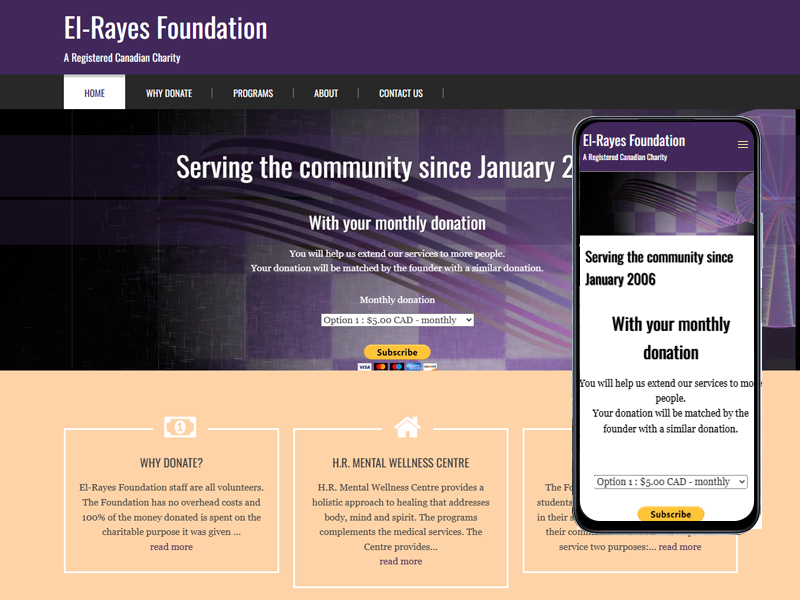 El-Rayes Foundation
A Registered Canadian Charity
HOME
WHY DONATE
PROGRAMS
ABOUT
CONTACT US
Serving the community since January 2
With your monthly donation
You will help us extend our services to more people.
Your donation will be matched by the founder with a similar donation.
Monthly donation
Option 1 : $5.00 CAD - monthly
Subscribe
VISA
WHY DONATE?
El-Rayes Foundation staff are all volunteers.
The Foundation has no overhead costs and
100% of the money donated is spent on the
charitable purpose it was given ...
read more
H.R. MENTAL WELLNESS CENTRE
H.R. Mental Wellness Centre provides a
holistic approach to healing that addresses
body, mind and spirit. The programs
complements the medical services. The
Centre provides...
read more
The Fo
students
in their s
their comm
service two purposes:... read more
El-Rayes Foundation
A Registered Canadian Charity
Serving the community since
January 2006
With your monthly
donation
You will help us extend our services to more
people.
Your donation will be matched by the
founder with a similar donation.
Option 1 : $5.00 CAD - monthly
Subscribe